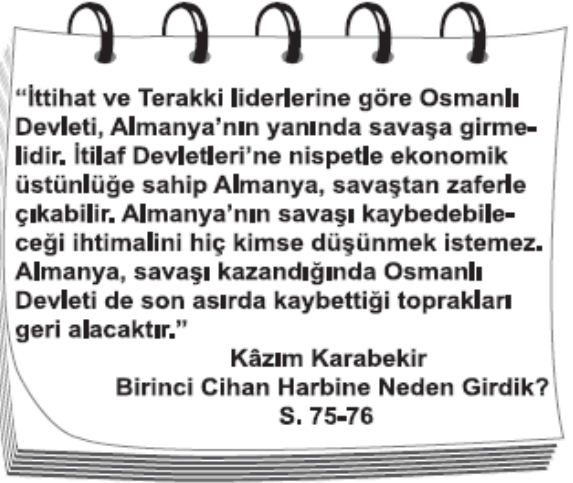 “İttihat ve Terakki liderlerine göre Osmanlı
Devleti, Almanya’nın yanında savaşa girme-
lidir. İtilaf Devletleri’ne nispetle ekonomik
üstünlüğe sahip Almanya, savaştan zaferle
çıkabilir. Almanya’nın savaşı kaybedebile-
ceği ihtimalini hiç kimse düşünmek istemez.
Almanya, savaşı kazandığında Osmanlı
Devleti de son asırda kaybettiği toprakları
geri alacaktır.”
Kâzım Karabekir
Birinci Cihan Harbine Neden Girdik?
S. 75-76